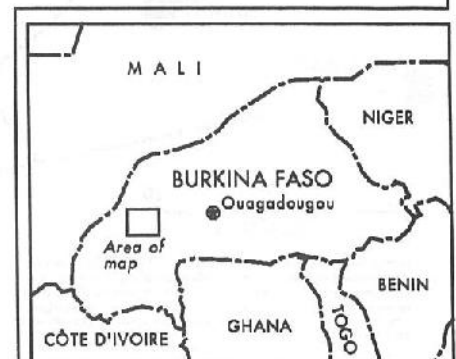 MALI
NIGER
BURKINA FASO
Ouagadougou
Area of
map
BENIN
CÔTE D'IVOIRE
GHANA
TOGO